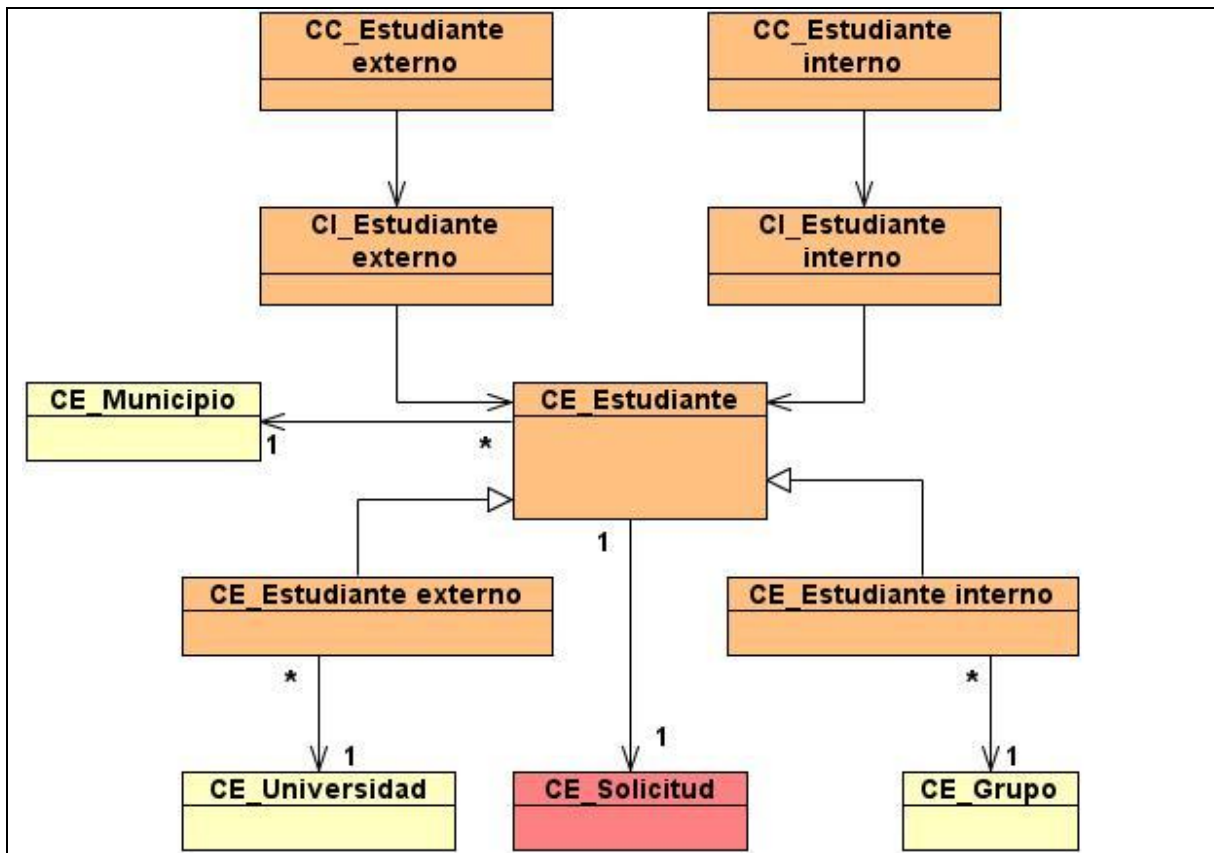 CC_Estudiante
externo
CC_Estudiante
interno
CI_Estudiante
externo
CI_Estudiante
interno
CE_Municipio
CE_Estudiante
1
*
1
CE_Estudiante externo
CE_Estudiante interno
*
*
1
1
1
CE_Universidad
CE_Solicitud
CE_Grupo